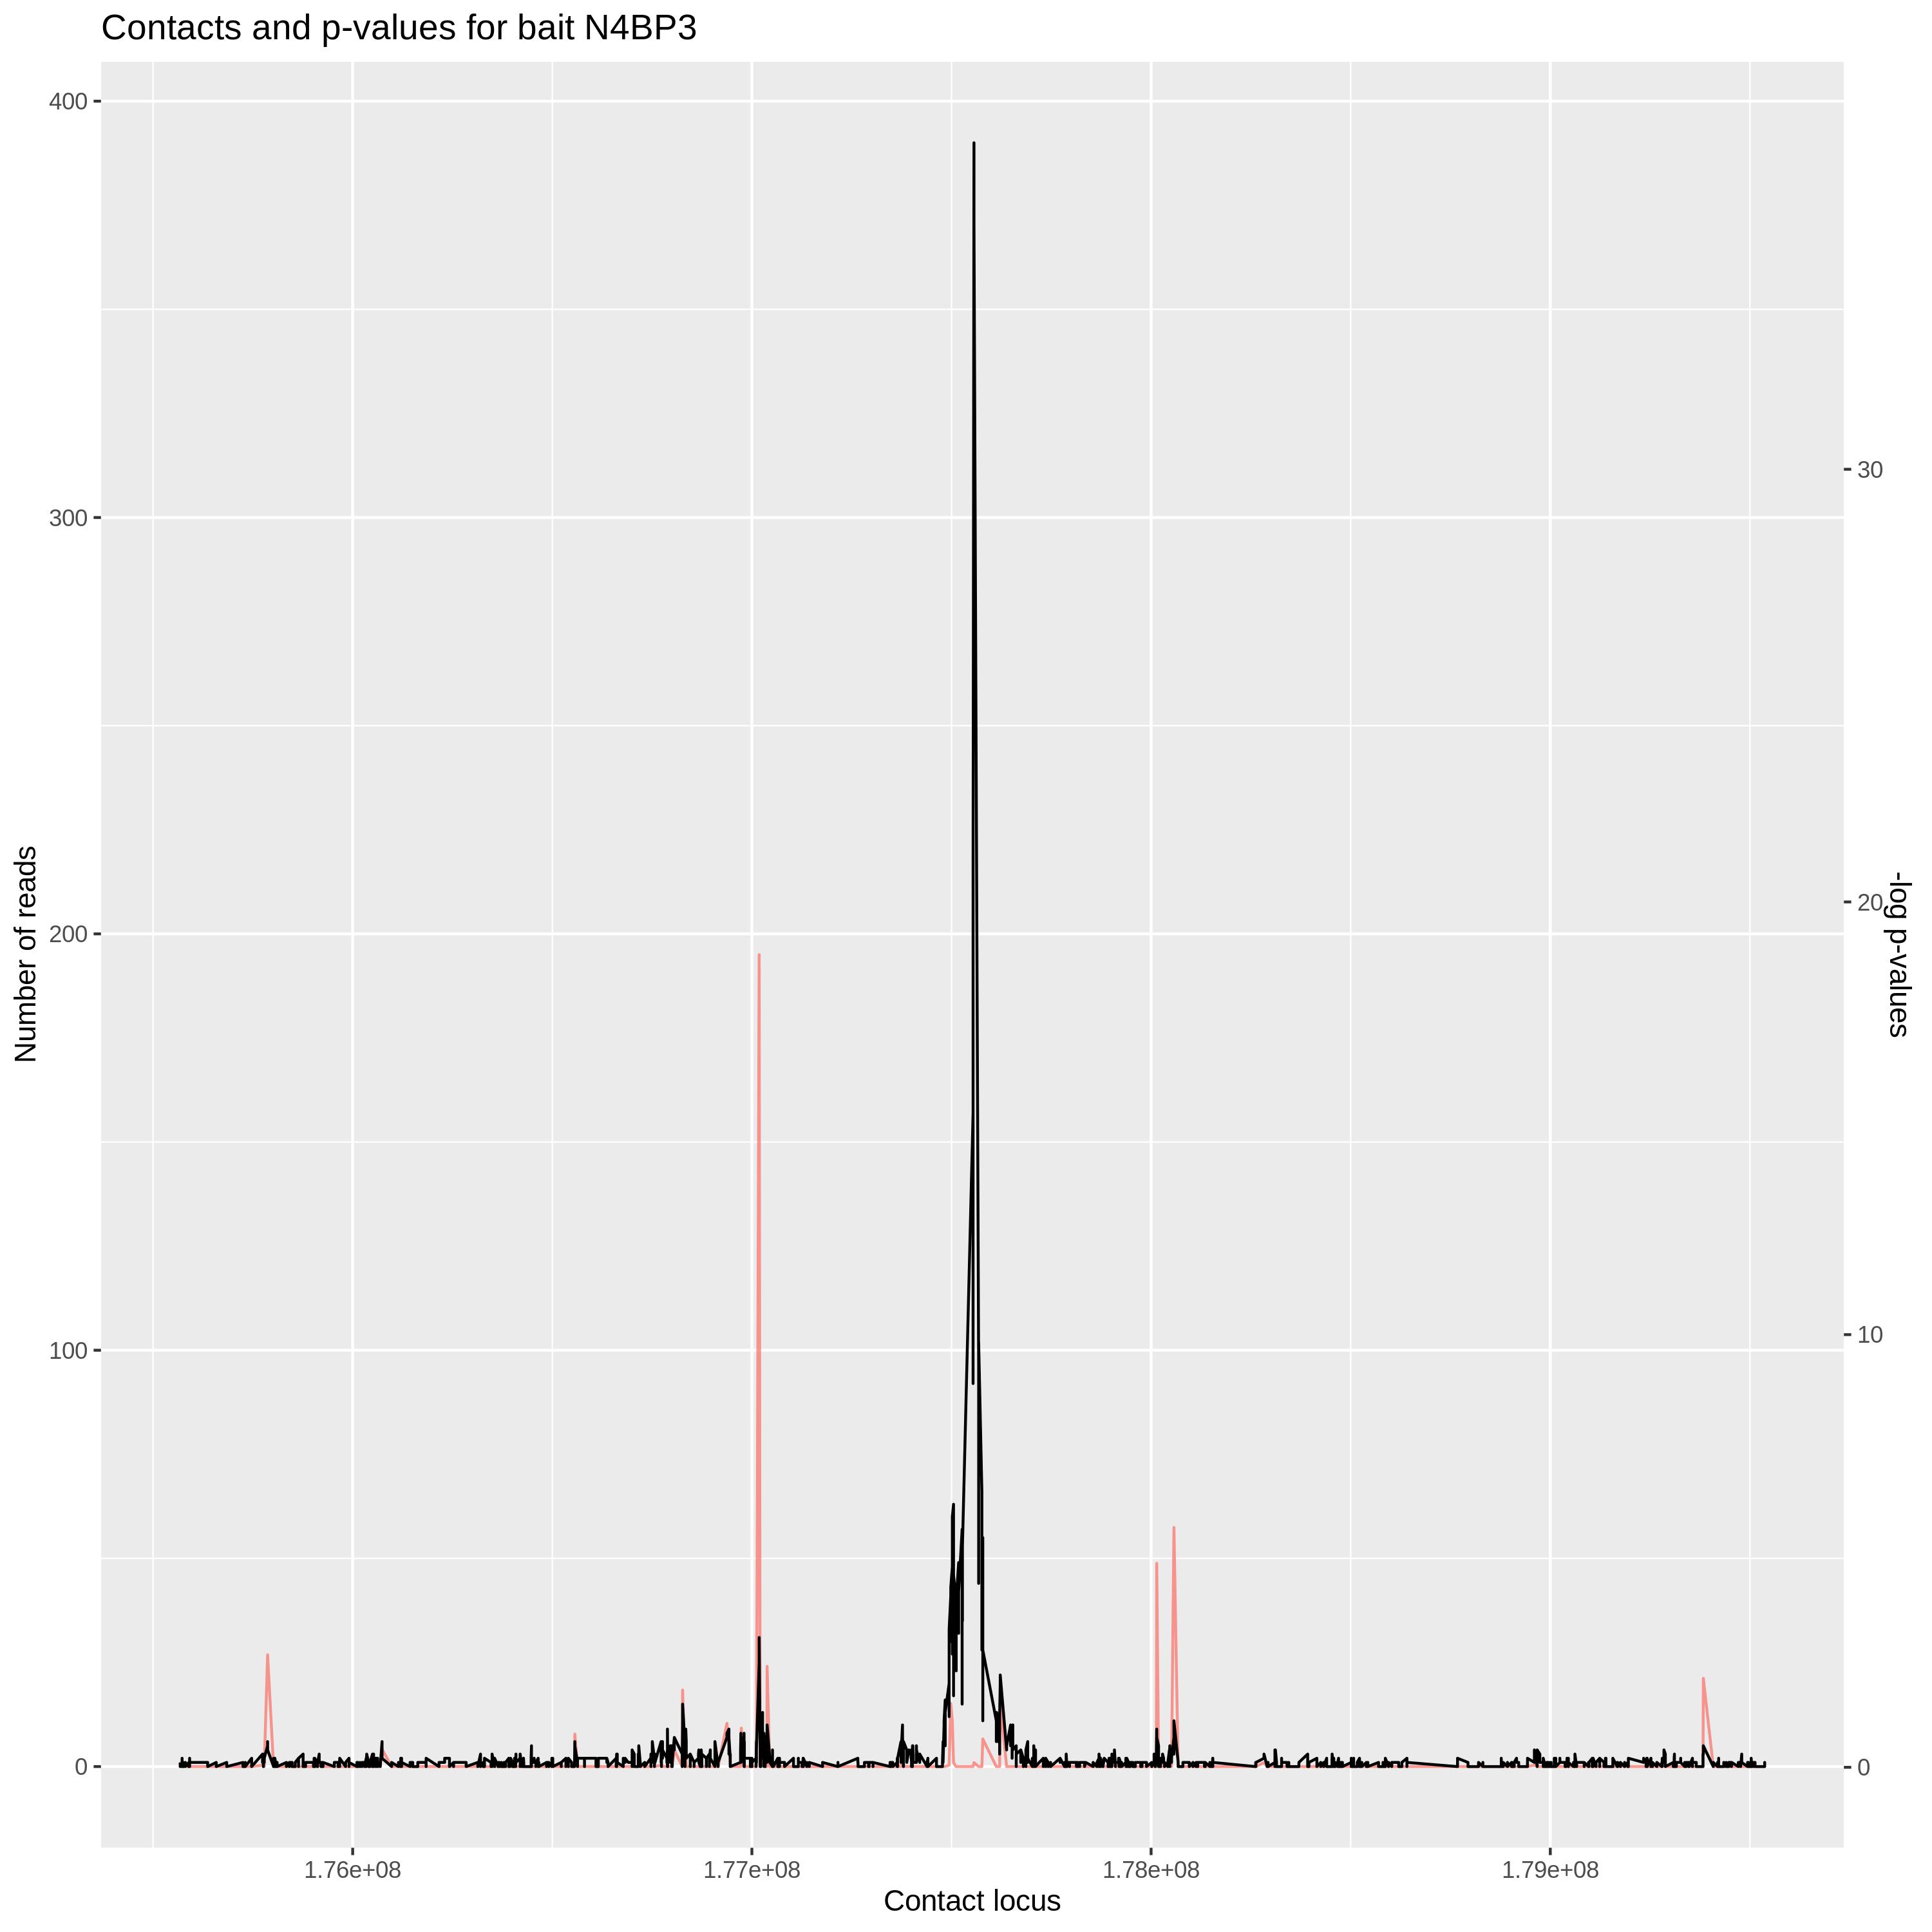 Contacts and p-values for bait N4BP3
400
300
200
100
0
Number of reads
30
20
10
0
-log p-values
1.76e+08
1.77e+08
1.78e+08
1.79e+08
Contact locus